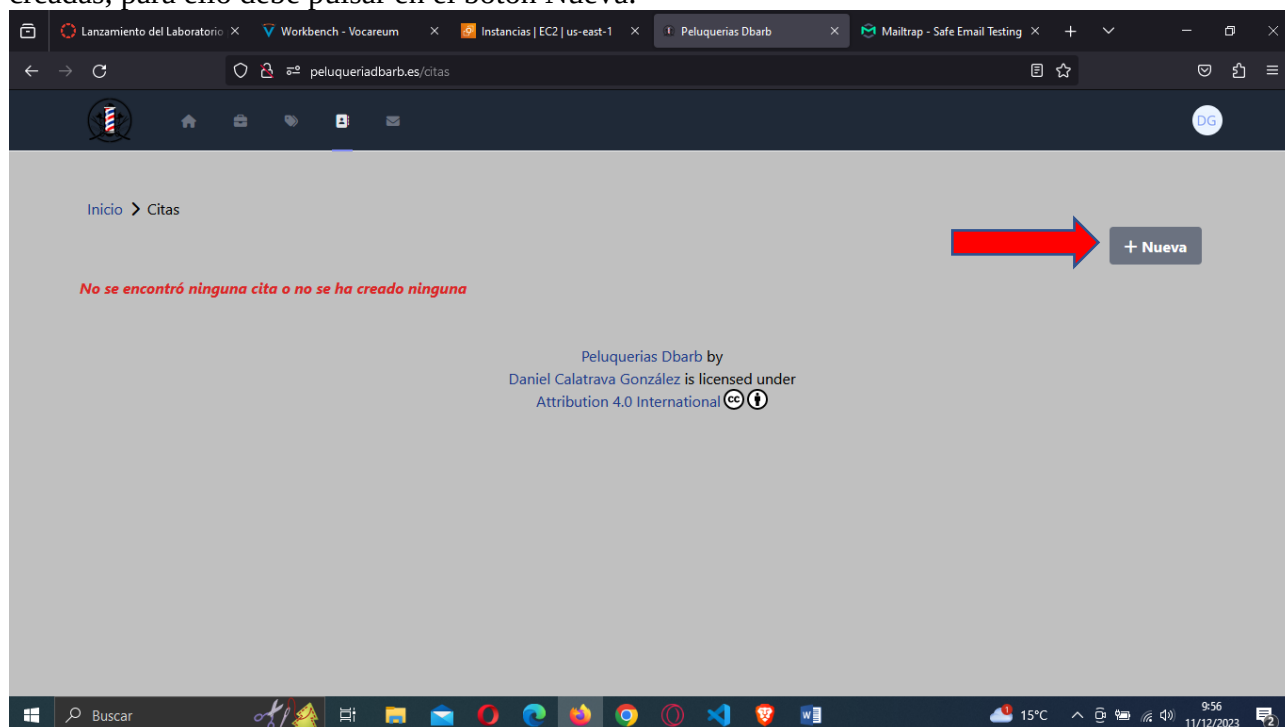 creadas, para ello debe pulsar en el botón Nueva.
Lanzamiento del Laboratorio
Workbench - Vocareum
Instancias | EC2 | us-east-1
Peluquerias Dbarb
Mailtrap - Safe Email Testing
peluqueriadbarb.es/citas
DG
Inicio > Citas
+ Nueva
No se encontró ninguna cita o no se ha creado ninguna
Peluquerias Dbarb by
Daniel Calatrava González is licensed under
Attribution 4.0 International
Buscar
15°C
9:56
11/12/2023